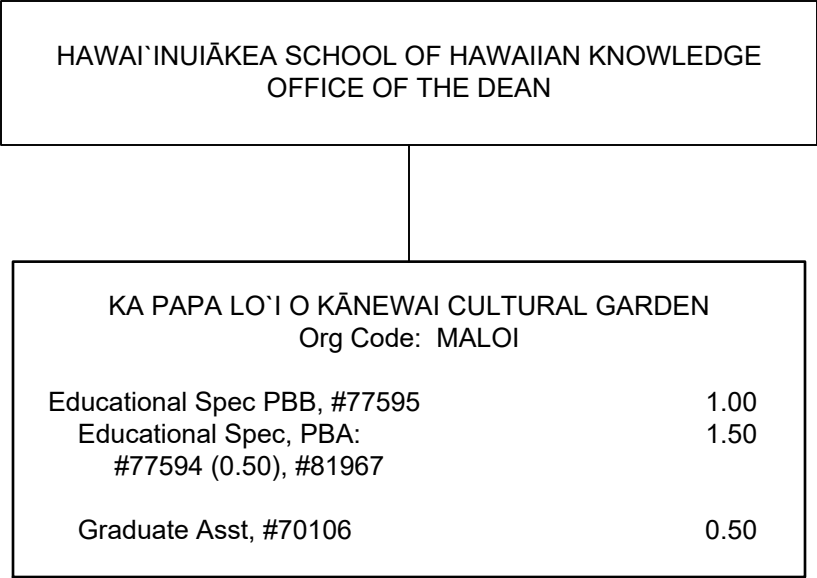 HAWAI`INUIĀKEA SCHOOL OF HAWAIIAN KNOWLEDGE
OFFICE OF THE DEAN
KA PAPA LO`I O KĀNEWAI CULTURAL GARDEN
Org Code: MALOI
Educational Spec PBB, #77595 1.00
Educational Spec, PBA: 1.50
#77594 (0.50), #81967
Graduate Asst, #70106 0.50